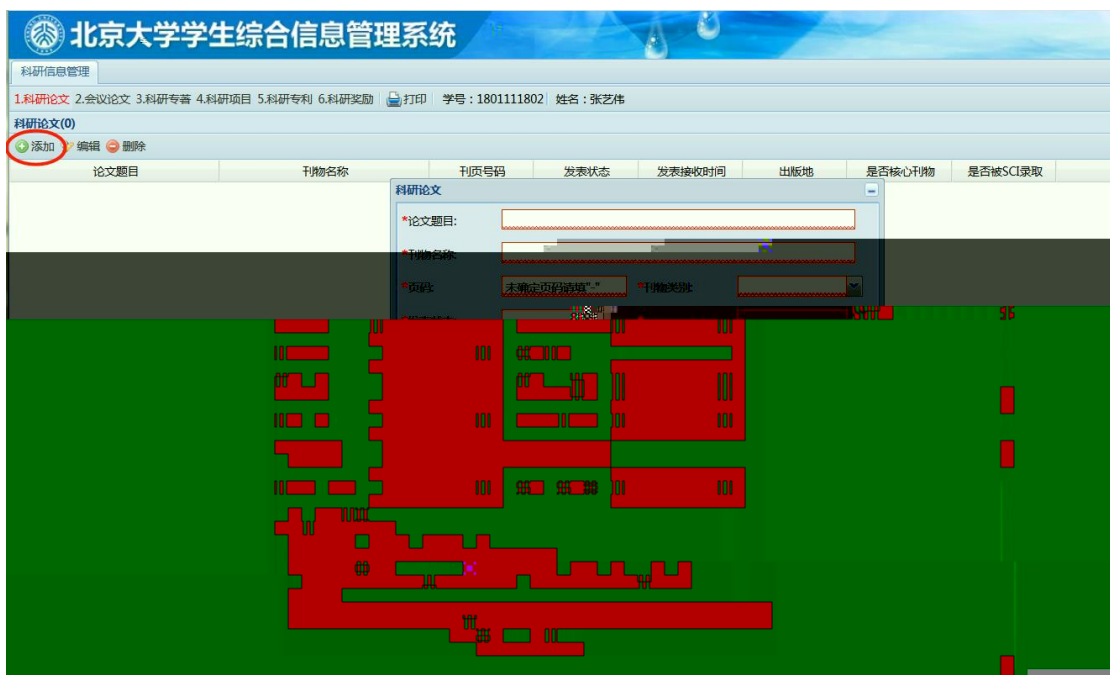 北京大学学生综合信息管理系统
科研信息管理
1.科研论文 2.会议论文 3.科研专著 4.科研项目 5.科研专利 6.科研奖励 打印 学号：1801111802 姓名：张艺伟
科研论文(0)
添加 编辑 删除
论文题目 刊物名称 刊页号码 发表状态 发表接收时间 出版地 是否核心刊物 是否被SCI录取
科研论文
*论文题目:
*刊物名称:
*页码: 未确定页码请填"-" *刊物类别: